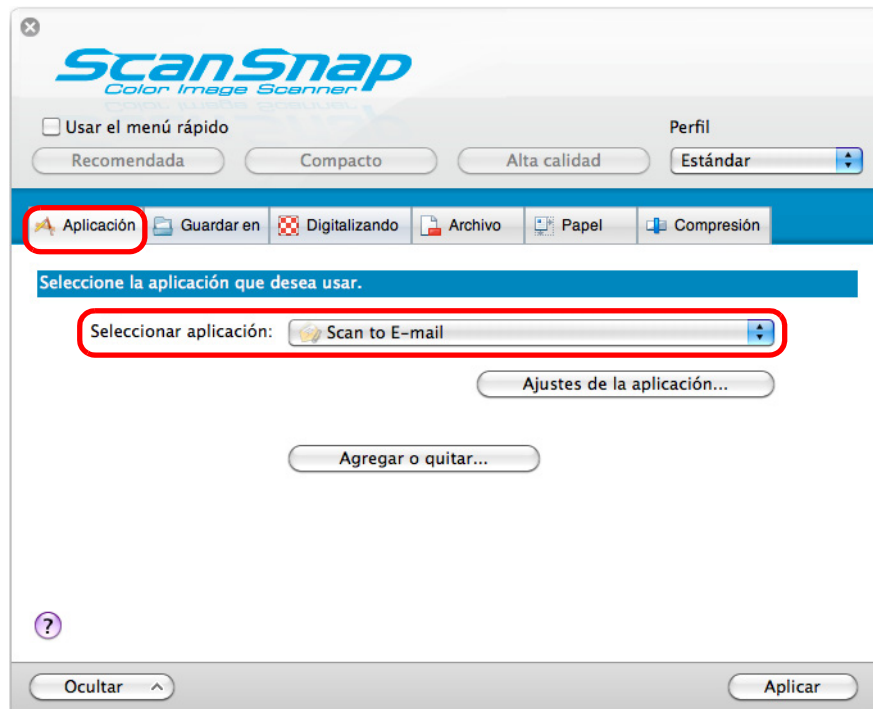 ScanSnap
Color Image Scanner
Usar el menú rápido
Perfil
Recomendada Compacto Alta calidad Estándar
Aplicación Guardar en Digitalizando Archivo Papel Compresión
Seleccione la aplicación que desea usar.
Seleccionar aplicación: Scan to E-mail
Ajustes de la aplicación...
Agregar o quitar...
?
Ocultar Aplicar